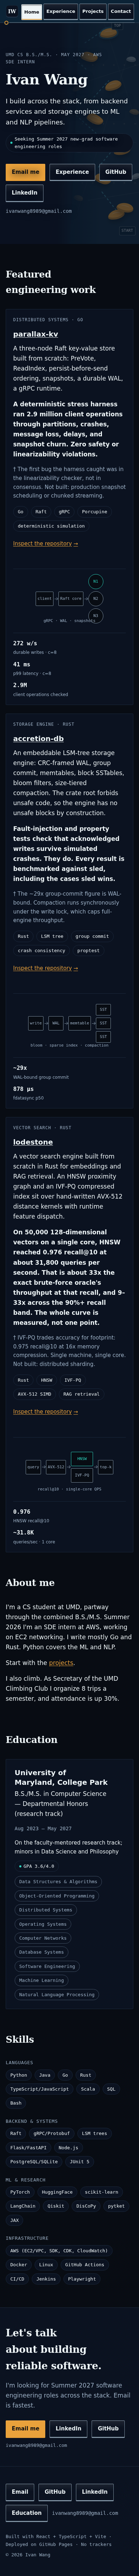 IW Home Experience Projects Contact
TOP
UMD CS B.S./M.S. · MAY 2027 · AWS
SDE INTERN
Ivan Wang
I build across the stack, from backend
services and storage engines to ML
and NLP pipelines.
Seeking Summer 2027 new-grad software
engineering roles
Email me Experience GitHub
LinkedIn
ivanwang8989@gmail.com
START
Featured
engineering work
DISTRIBUTED SYSTEMS · GO
parallax-kv
A three-node Raft key-value store
built from scratch: PreVote,
ReadIndex, persist-before-send
ordering, snapshots, a durable WAL,
a gRPC runtime.
A deterministic stress harness
ran 2.9 million client operations
through partitions, crashes,
message loss, delays, and
snapshot churn. Zero safety or
linearizability violations.
† The first bug the harness caught was in
the linearizability checker, not in
consensus. Not built: production snapshot
scheduling or cleared serving.
Go Raft gRPC Porcupine
deterministic simulation
Inspect the repository →
client Raft core N1
N2
N3
gRPC · WAL · snapshots
272 w/s
durable writes · c=8
41 ms
p99 latency · c=8
2.9M
client operations checked
STORAGE ENGINE · RUST
accretion-db
An embeddable LSM-tree storage
engine: CRC-framed WAL, group
commit, memtables, block SSTables,
bloom filters, size-tiered
compaction. The core forbids
unsafe code, so the engine has no
unsafe blocks by construction.
Fault-injection and property
tests check that acknowledged
writes survive simulated
crashes. They do. Every result is
benchmarked against sled,
including the cases sled wins.
† The ~29x group-commit figure is WAL-
bound. Compaction runs synchronously
under the write lock, which caps full-
engine throughput.
Rust LSM tree group commit
crash consistency proptest
Inspect the repository →
write WAL memtable SST
SST
SST
bloom · sparse index · compaction
~29x
WAL-bound group commit
878 µs
fdatasync p50
VECTOR SEARCH · RUST
lodestone
A vector search engine built from
scratch in Rust for embeddings and
RAG retrieval. An HNSW proximity
graph and an IVF-PQ compressed
index sit over hand-written AVX-512
distance kernels with runtime
feature dispatch.
On 50,000 128-dimensional
vectors on a single core, HNSW
reached 0.976 recall@10 at
about 31,800 queries per
second. That is 33x the exact
brute-force oracle's
throughput at that recall, and 9–
33x across the 90%+ recall
band. The whole curve is
measured, not one point.
† IVF-PQ trades accuracy for footprint:
0.975 recall@10 at 16x memory
compression. Single machine, single core.
Not built: distributed sharding.
Rust HNSW IVF-PQ
AVX-512 SIMD RAG retrieval
Inspect the repository →
query AVX-512 HNSW
IVF-PQ top-k
recall@10 · single-core QPS
0.976
HNSW recall@10
~31.8K
queries/sec · 1 core
About me
I'm a CS student at UMD, partway
through the combined B.S./M.S. Summer
2026 I'm an SDE intern at AWS, working
on EC2 networking. I write mostly Go and
Rust. Python covers the ML and NLP.
Start with the projects.
I also climb. As Secretary of the UMD
Climbing Club I organize 8 trips a
semester, and attendance is up 30%.
Education
University of
Maryland, College Park
B.S./M.S. in Computer Science
— Departmental Honors
(research track)
Aug 2023 – May 2027
On the faculty-mentored research track;
minors in Data Science and Philosophy
GPA 3.6/4.0
Data Structures & Algorithms
Object-Oriented Programming
Distributed Systems
Operating Systems
Computer Networks
Database Systems
Software Engineering
Machine Learning
Natural Language Processing
Skills
LANGUAGES
Python Java Go Rust
TypeScript/JavaScript Scala SQL
Bash
BACKEND & SYSTEMS
Raft gRPC/Protobuf LSM trees
Flask/FastAPI Node.js
PostgreSQL/SQLite JUnit 5
ML & RESEARCH
PyTorch HuggingFace scikit-learn
LangChain Qiskit DisCoPy pytket
JAX
INFRASTRUCTURE
AWS (EC2/VPC, SDK, CDK, CloudWatch)
Docker Linux GitHub Actions
CI/CD Jenkins Playwright
Let's talk
about building
reliable software.
I'm looking for Summer 2027 software
engineering roles across the stack. Email
is fastest.
Email me LinkedIn GitHub
ivanwang8989@gmail.com
Email GitHub LinkedIn
Education ivanwang8989@gmail.com
Built with React + TypeScript + Vite ·
Deployed on GitHub Pages · No trackers
© 2026 Ivan Wang